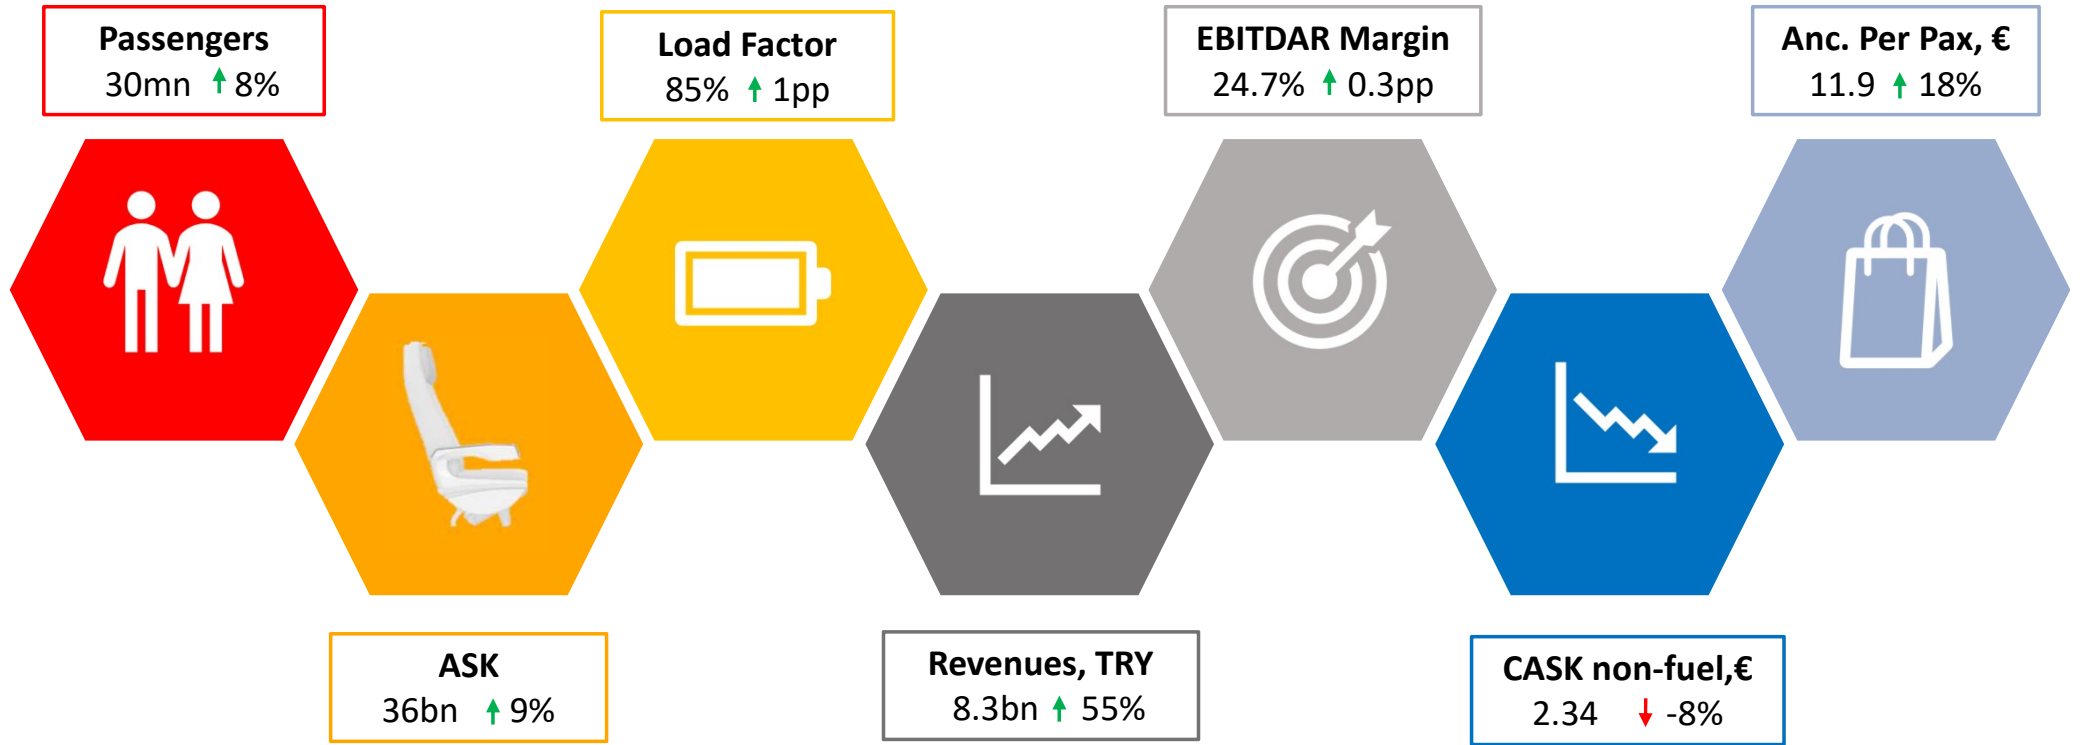 Passengers
30mn 8%
Load Factor
85% 1pp
EBITDAR Margin
24.7% 0.3pp
Anc. Per Pax, €
11.9 18%
ASK
36bn 9%
Revenues, TRY
8.3bn 55%
CASK non-fuel,€
2.34 -8%